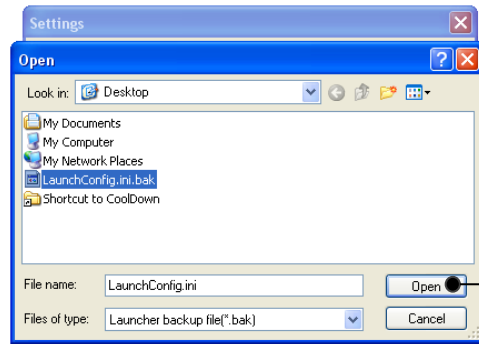 Settings
Open
Look in: Desktop
My Documents
My Computer
My Network Places
LaunchConfig.ini.bak
Shortcut to CoolDown
File name: LaunchConfig.ini Open
Files of type: Launcher backup file(*.bak) Cancel